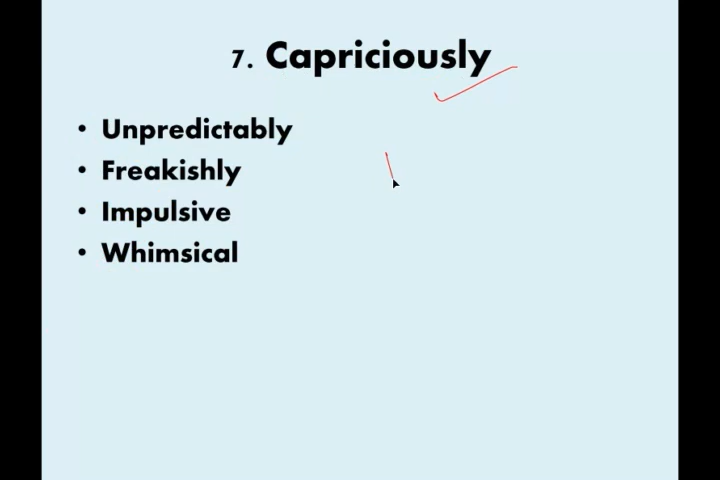 7. Capriciously
• Unpredictably
• Freakishly
• Impulsive
• Whimsical